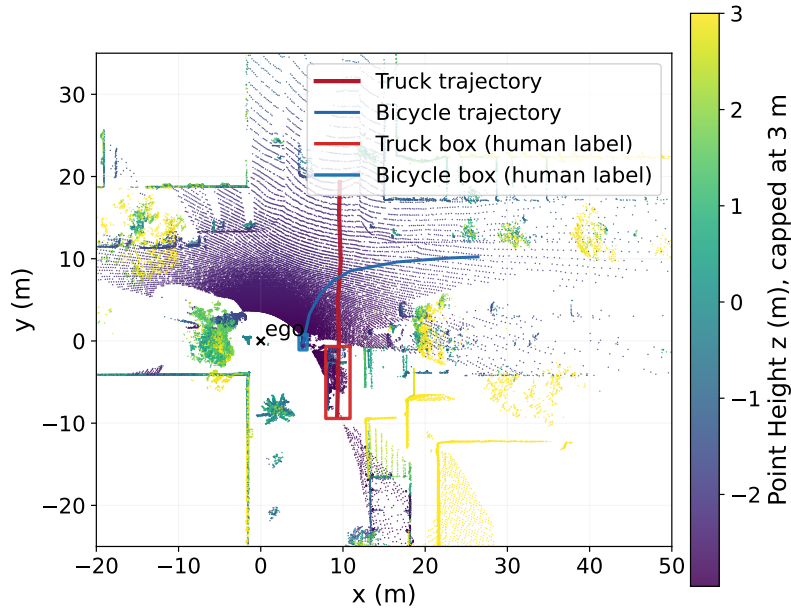 Truck trajectory
Bicycle trajectory
Truck box (human label)
Bicycle box (human label)
ego
30
20
10
0
−10
−20
y (m)
−20
−10
0
10
20
30
40
50
x (m)
3
2
1
0
−1
−2
Point Height z (m), capped at 3 m